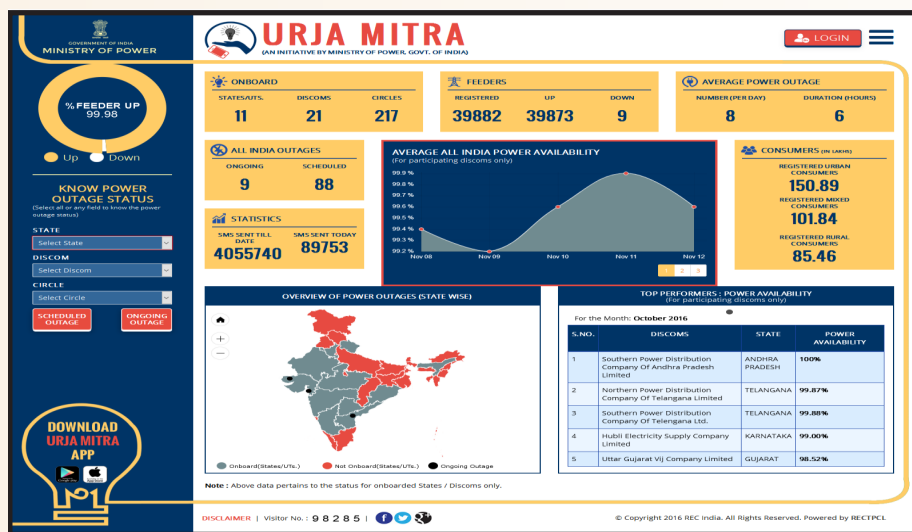 GOVERNMENT OF INDIA
MINISTRY OF POWER
URJA MITRA
(AN INITIATIVE BY MINISTRY OF POWER, GOVT. OF INDIA)
LOGIN
% FEEDER UP
99.98
Up Down
KNOW POWER
OUTAGE STATUS
(Select all or any field to know the power
outage status)
STATE
Select State
DISCOM
Select Discom
CIRCLE
Select Circle
SCHEDULED
OUTAGE
ONGOING
OUTAGE
DOWNLOAD
URJA MITRA
APP
ONBOARD
STATES/UTS. DISCOMS CIRCLES
11 21 217
FEEDERS
REGISTERED UP DOWN
39882 39873 9
AVERAGE POWER OUTAGE
NUMBER (PER DAY) DURATION (HOURS)
8 6
ALL INDIA OUTAGES
ONGOING SCHEDULED
9 88
STATISTICS
SMS SENT TILL
DATE
4055740
SMS SENT TODAY
89753
AVERAGE ALL INDIA POWER AVAILABILITY
(For participating discoms only)
99.9 %
99.8 %
99.7 %
99.6 %
99.5 %
99.4 %
99.3 %
99.2 %
Nov 08 Nov 09 Nov 10 Nov 11 Nov 12
1 2 3
CONSUMERS (IN LAKHS)
REGISTERED URBAN
CONSUMERS
150.89
REGISTERED MIXED
CONSUMERS
101.84
REGISTERED RURAL
CONSUMERS
85.46
OVERVIEW OF POWER OUTAGES (STATE WISE)
+
−
Onboard(States/UTs.) Not Onboard(States/UTs.) Ongoing Outage
TOP PERFORMERS : POWER AVAILABILITY
(For participating discoms only)
For the Month: October 2016
S.NO. DISCOMS STATE POWER
AVAILABILITY
1 Southern Power Distribution ANDHRA 100%
Company Of Andhra Pradesh PRADESH
Limited
2 Northern Power Distribution TELANGANA 99.87%
Company Of Telangana Limited
3 Southern Power Distribution TELANGANA 99.88%
Company Of Telangana Ltd.
4 Hubli Electricity Supply Company KARNATAKA 99.00%
Limited
5 Uttar Gujarat Vij Company Limited GUJARAT 98.52%
Note : Above data pertains to the status for onboarded States / Discoms only.
DISCLAIMER | Visitor No. : 9 8 2 8 5 |
© Copyright 2016 REC india. All Rights Reserved. Powered by RECTPCL